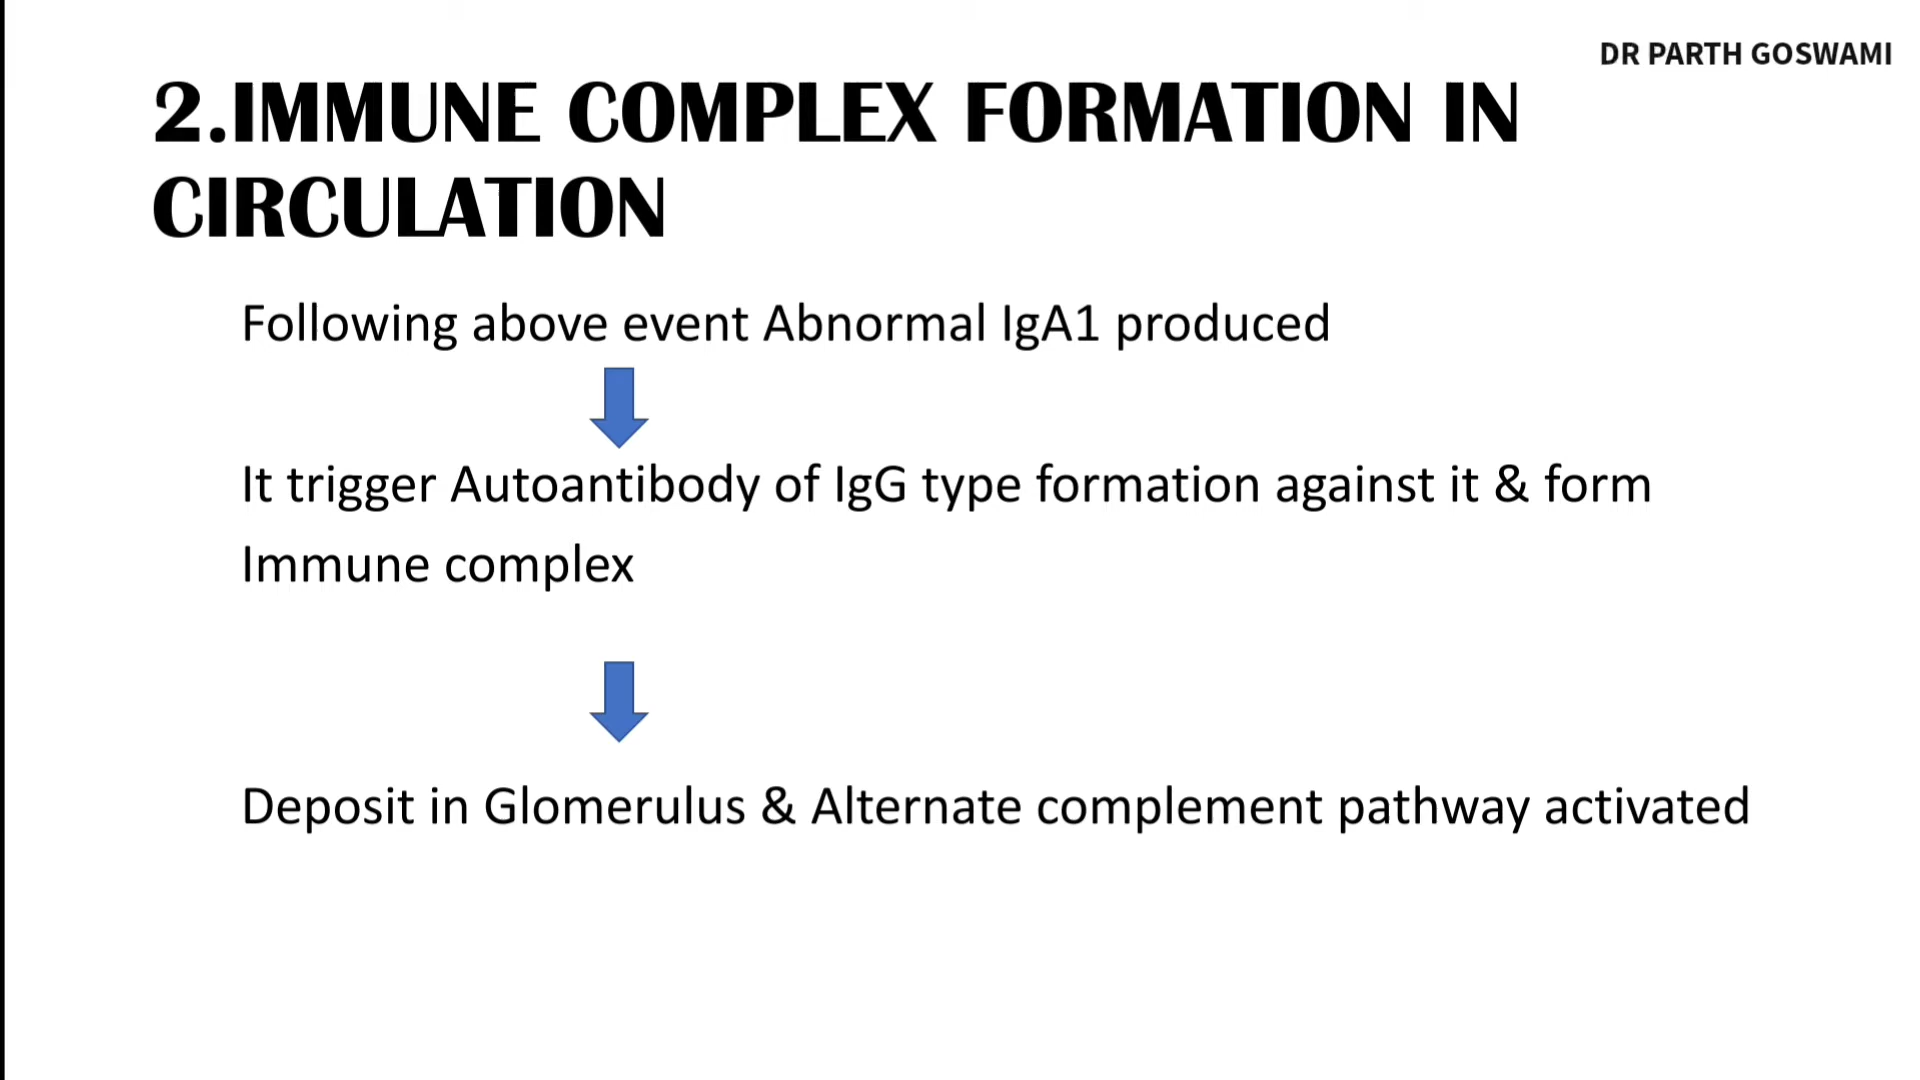 DR PARTH GOSWAMI
2.IMMUNE COMPLEX FORMATION IN
CIRCULATION
Following above event Abnormal IgA1 produced
It trigger Autoantibody of IgG type formation against it & form
Immune complex
Deposit in Glomerulus & Alternate complement pathway activated